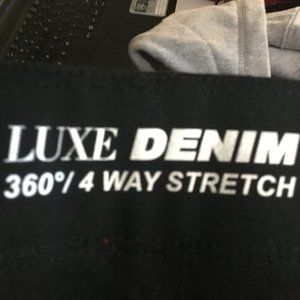 LUXE DENIM
360°/ 4 WAY STRETCH